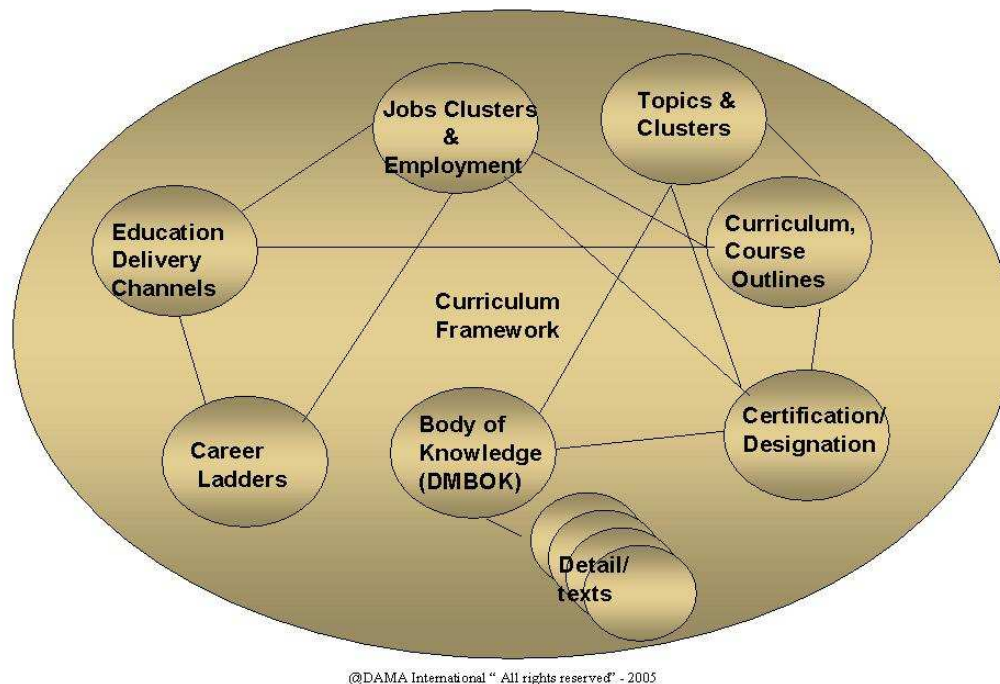 Jobs Clusters
&
Employment
Topics &
Clusters
Education
Delivery
Channels
Curriculum,
Course
Outlines
Curriculum
Framework
Career
Ladders
Body of
Knowledge
(DMBOK)
Certification/
Designation
Detail/
texts
@DAMA International “ All rights reserved” - 2005